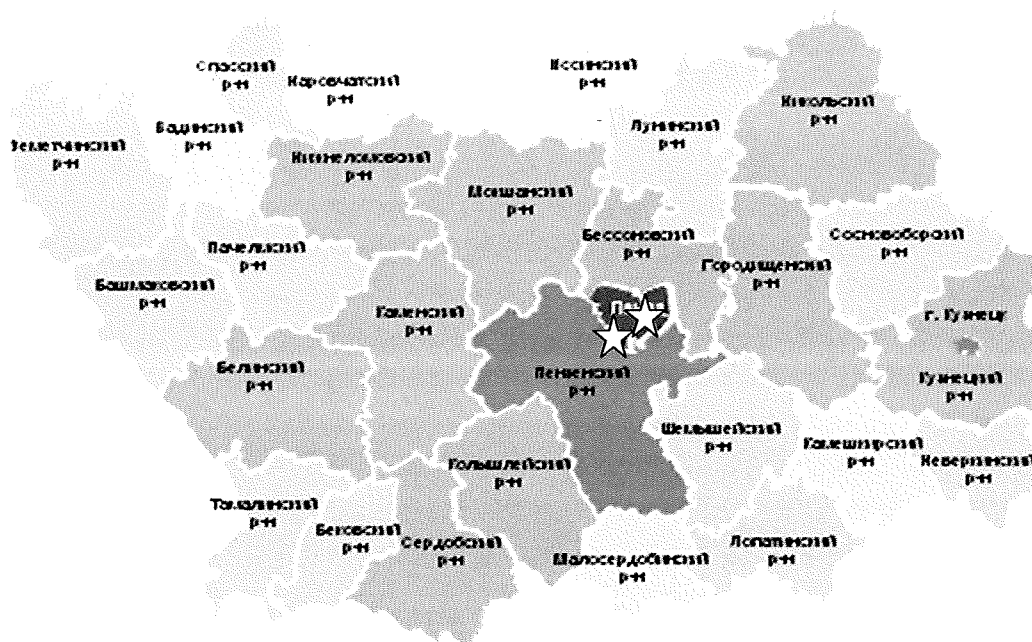 Спасский
р-н
Наровчатский
р-н
Иссинский
р-н
Никольский
р-н
Вадинский
р-н
Лунинский
р-н
Земетчинский
р-н
Нижнеломовский
р-н
Мокшанский
р-н
Бессоновский
р-н
Сосновоборский
р-н
Пачелмский
р-н
Городищенский
р-н
Башмаковский
р-н
Каменский
р-н
г. Кузнецк
Белинский
р-н
Пензенский
р-н
Кузнецкий
р-н
Шемышейский
р-н
Камешкирский
р-н
Неверкинский
р-н
Колышлейский
р-н
Тамалинский
р-н
Бековский
р-н
Сердобский
р-н
Малосердобинский
р-н
Лопатинский
р-н